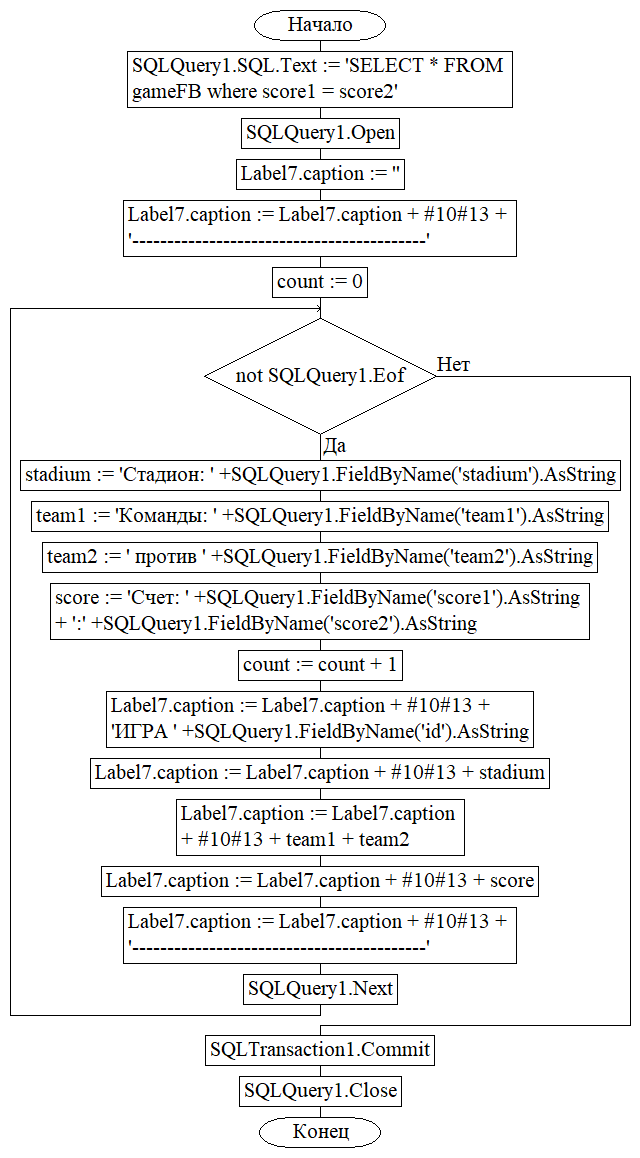 Начало
SQLQuery1.SQL.Text := 'SELECT * FROM
gameFB where score1 = score2'
SQLQuery1.Open
Label7.caption := ''
Label7.caption := Label7.caption + #10#13 +
'------------------------------------------'
count := 0
not SQLQuery1.Eof
Нет
Да
stadium := 'Стадион: ' +SQLQuery1.FieldByName('stadium').AsString
team1 := 'Команды: ' +SQLQuery1.FieldByName('team1').AsString
team2 := ' против ' +SQLQuery1.FieldByName('team2').AsString
score := 'Счет: ' +SQLQuery1.FieldByName('score1').AsString
+ ':' +SQLQuery1.FieldByName('score2').AsString
count := count + 1
Label7.caption := Label7.caption + #10#13 +
'ИГРА ' +SQLQuery1.FieldByName('id').AsString
Label7.caption := Label7.caption + #10#13 + stadium
Label7.caption := Label7.caption
+ #10#13 + team1 + team2
Label7.caption := Label7.caption + #10#13 + score
Label7.caption := Label7.caption + #10#13 +
'------------------------------------------'
SQLQuery1.Next
SQLTransaction1.Commit
SQLQuery1.Close
Конец